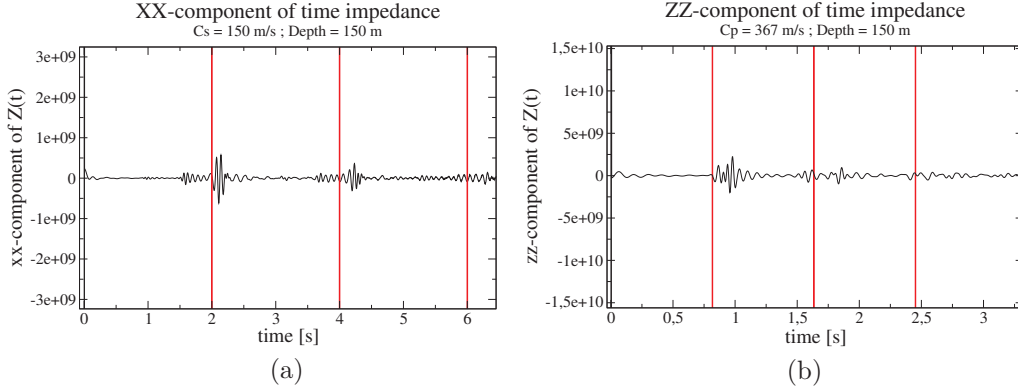 XX-component of time impedance
Cs = 150 m/s ; Depth = 150 m
xx-component of Z(t)
3e+09
2e+09
1e+09
0
-1e+09
-2e+09
-3e+09
0 1 2 3 4 5 6
time [s]
(a)
ZZ-component of time impedance
Cp = 367 m/s ; Depth = 150 m
zz-component of Z(t)
1,5e+10
1e+10
5e+09
0
-5e+09
-1e+10
-1,5e+10
0 0,5 1 1,5 2 2,5 3
time [s]
(b)